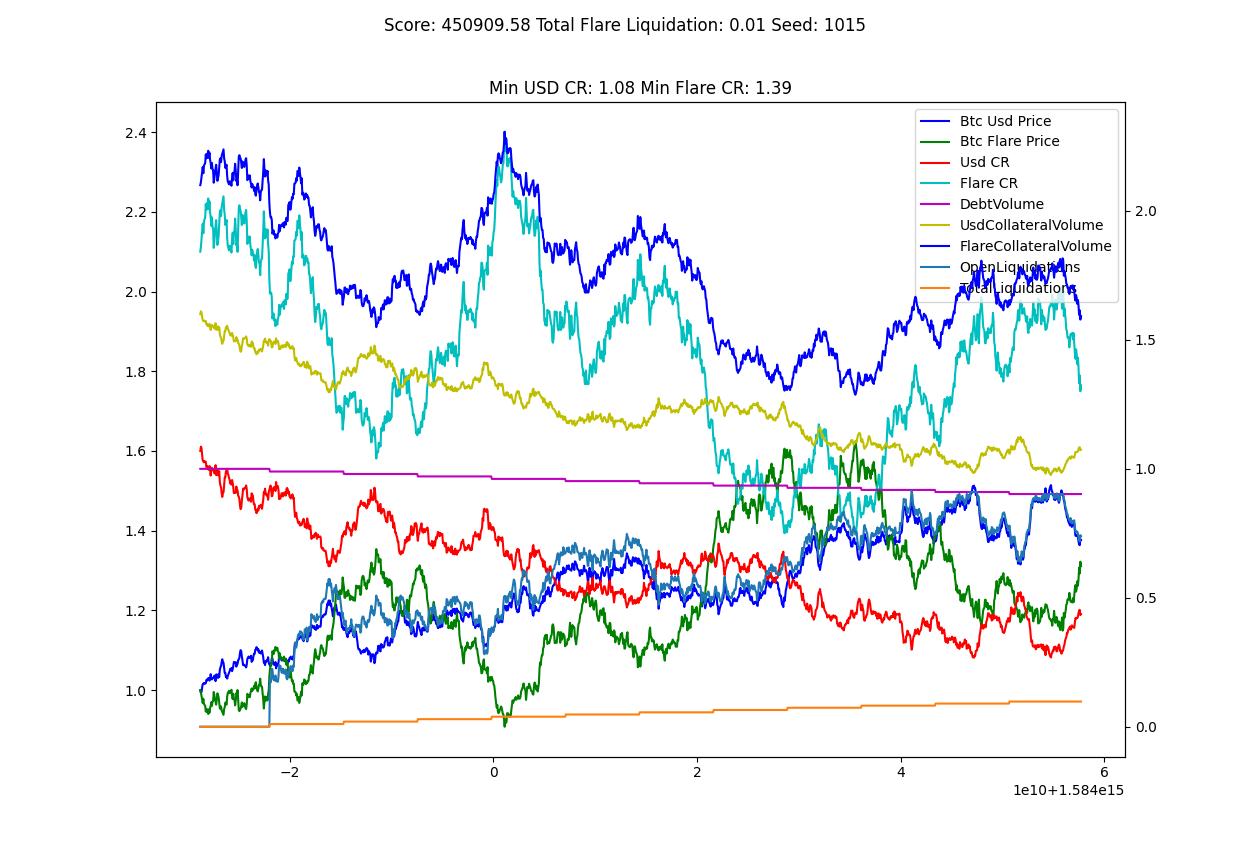 Score: 450909.58 Total Flare Liquidation: 0.01 Seed: 1015
Min USD CR: 1.08 Min Flare CR: 1.39
2.4
2.2
2.0
1.8
1.6
1.4
1.2
1.0
Btc Usd Price
Btc Flare Price
Usd CR
Flare CR
DebtVolume
UsdCollateralVolume
FlareCollateralVolume
OpenLiquidations
TotalLiquidations
2.0
1.5
1.0
0.5
0.0
−2 0 2 4 6
1e10+1.584e15